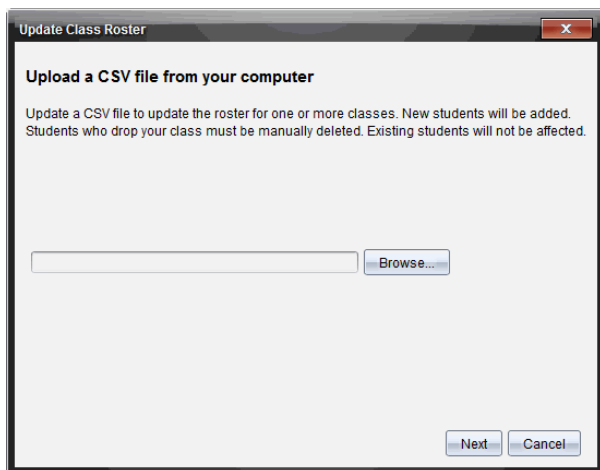 Update Class Roster
X
Upload a CSV file from your computer
Update a CSV file to update the roster for one or more classes. New students will be added.
Students who drop your class must be manually deleted. Existing students will not be affected.
Browse...
Next Cancel